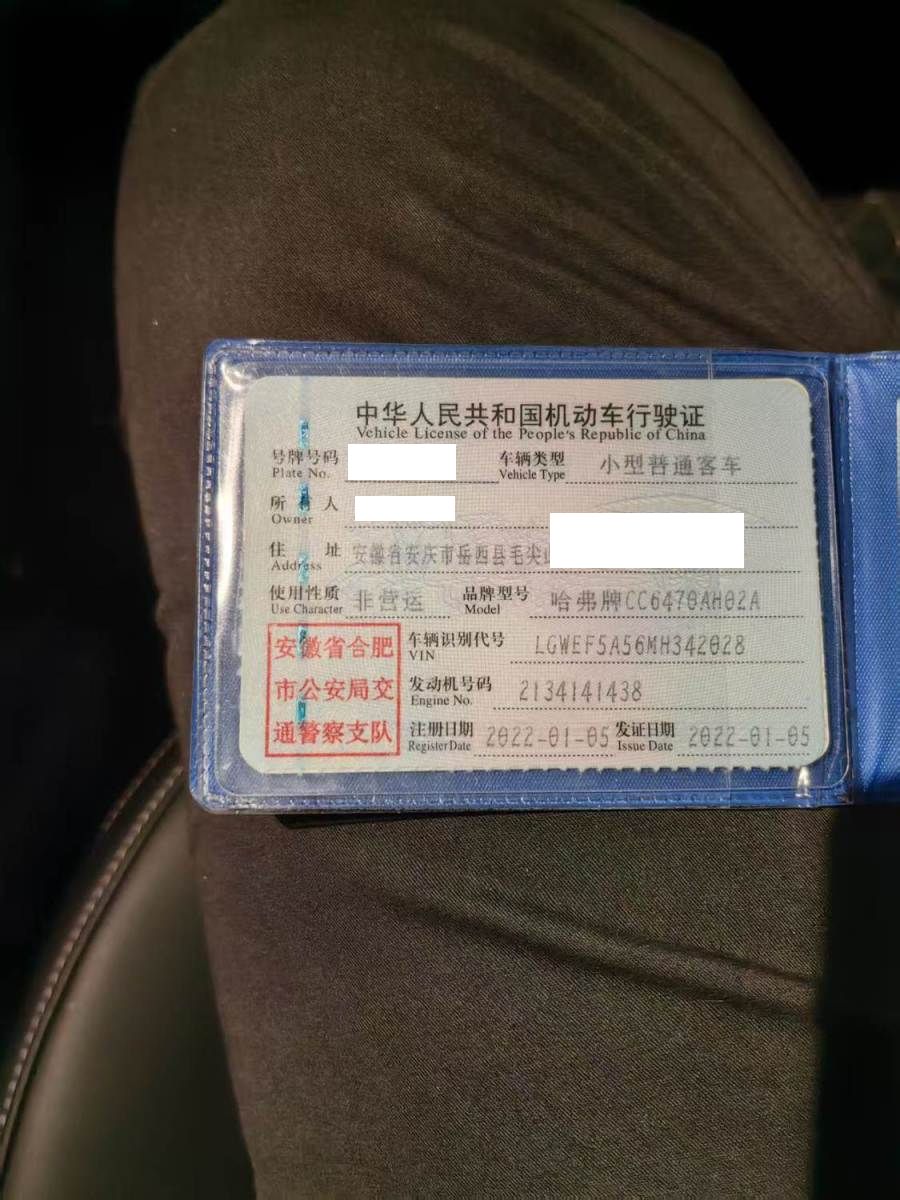 中华人民共和国机动车行驶证
Vehicle License of the People's Republic of China
号牌号码 车辆类型 小型普通客车
Plate No. Vehicle Type
所有人
Owner
住址 安徽省安庆市岳西县毛尖
Address
使用性质 非营运 品牌型号 哈弗牌CC6470AH02A
Use Character Model
安徽省合肥 车辆识别代号 LGWEF5A56MH342028
VIN
市公安局交 发动机号码 2134141438
Engine No.
通警察支队 注册日期 2022-01-05 发证日期 2022-01-05
Register Date Issue Date